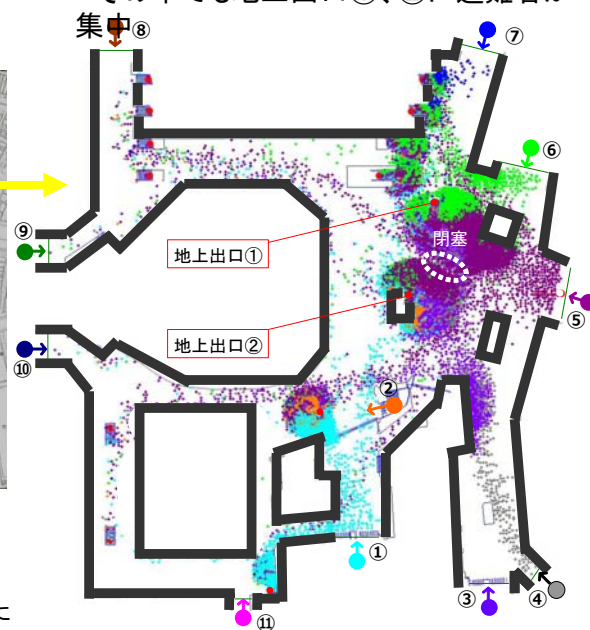 集中
⑧
⑦
⑥
⑨
閉塞
地上出口①
⑤
地上出口②
⑩
②
①
③
④
⑪
に